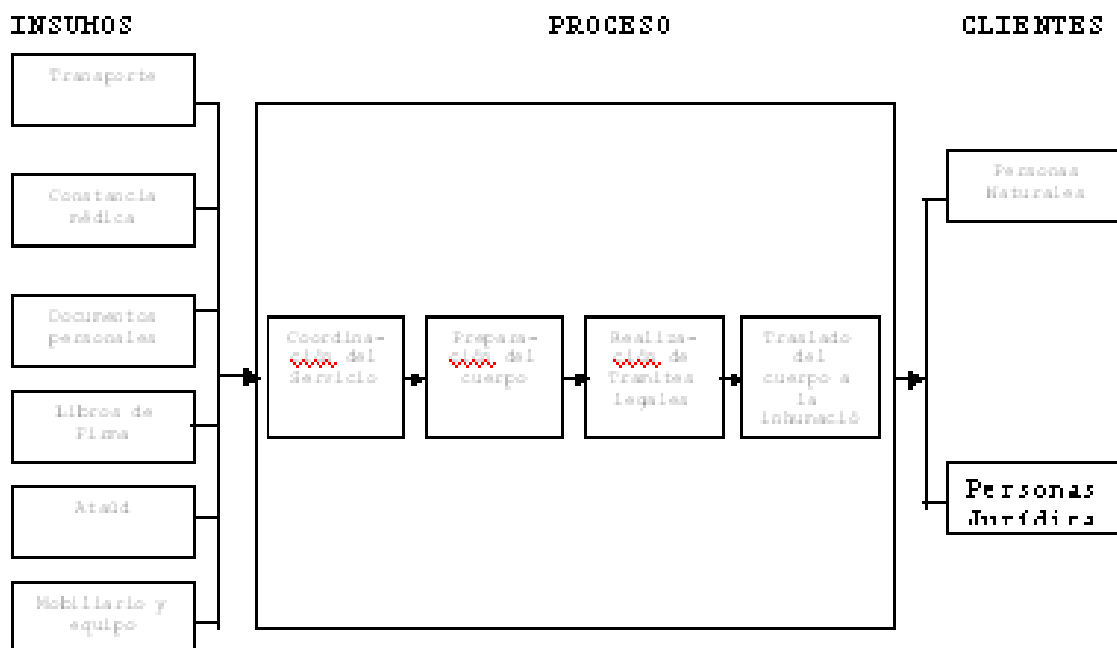 INSUMOS
PROCESO
CLIENTES
Transporte
Constancia
médica
Documentos
personales
Libros de
Firma
Ataúd
Mobiliario y
equipo
Coordina-
ción del
Servicio
Prepara-
ción del
cuerpo
Realiza-
ción de
Tramites
legales
Traslado
del
cuerpo a
la
inhumació
Personas
Naturales
Personas
Jurídica